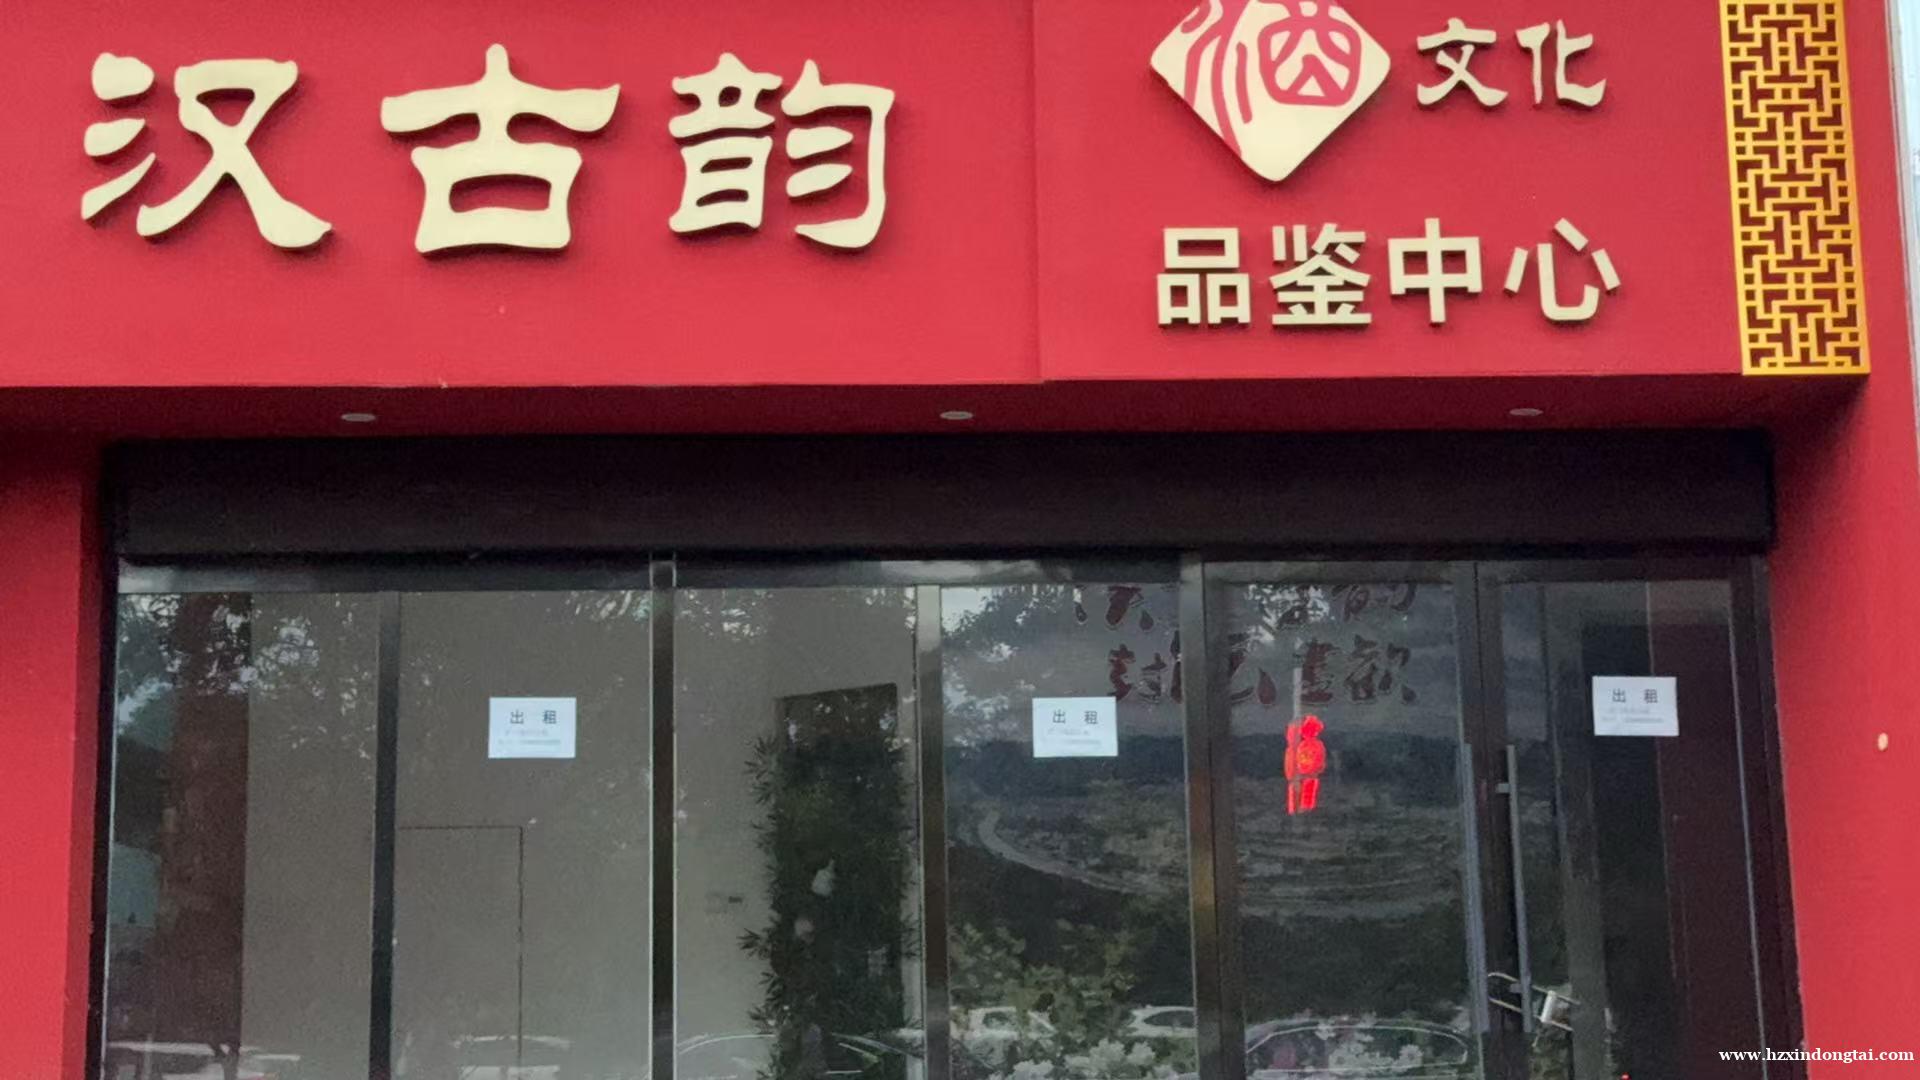 汉古韵
酒文化
品鉴中心
出 租
出 租
出 租
www.hzxindongtai.com